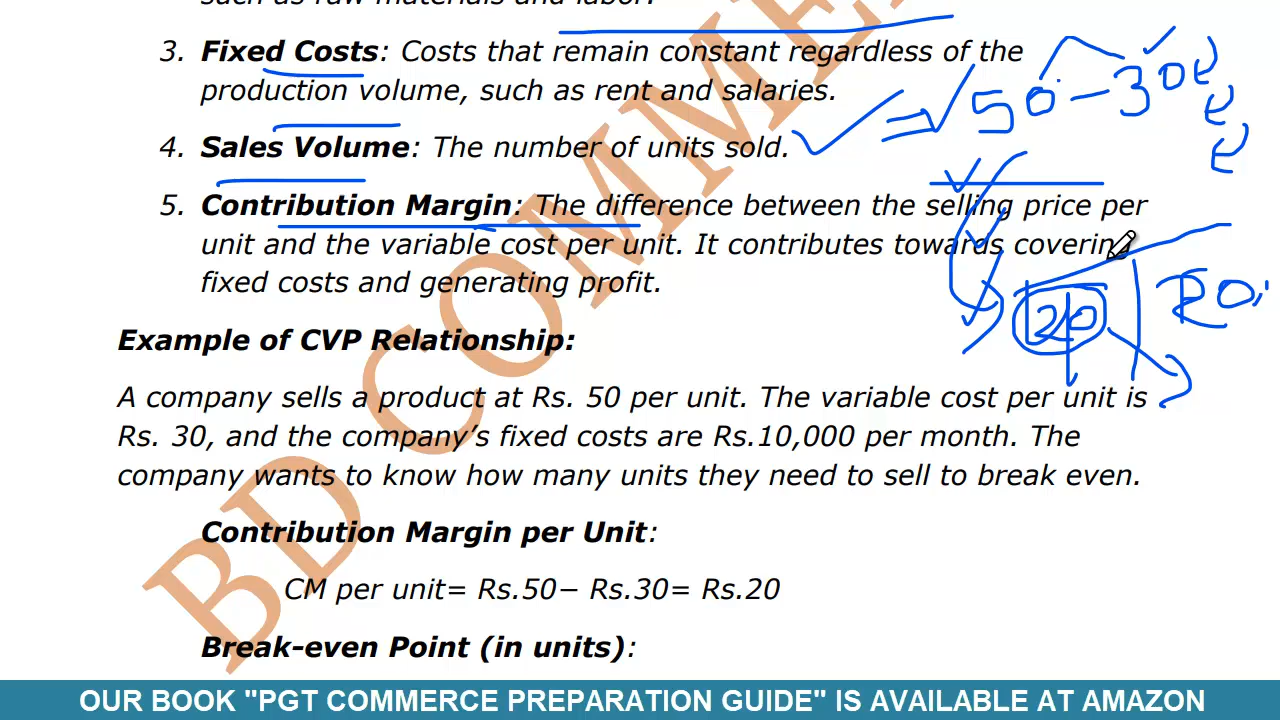 such as raw materials and labor.
3. Fixed Costs: Costs that remain constant regardless of the
production volume, such as rent and salaries.
4. Sales Volume: The number of units sold.
5. Contribution Margin: The difference between the selling price per
unit and the variable cost per unit. It contributes towards covering
fixed costs and generating profit.
Example of CVP Relationship:
A company sells a product at Rs. 50 per unit. The variable cost per unit is
Rs. 30, and the company’s fixed costs are Rs.10,000 per month. The
company wants to know how many units they need to sell to break even.
Contribution Margin per Unit:
CM per unit= Rs.50− Rs.30= Rs.20
Break-even Point (in units):
= 50 - 30
20
BD COMME
OUR BOOK "PGT COMMERCE PREPARATION GUIDE" IS AVAILABLE AT AMAZON